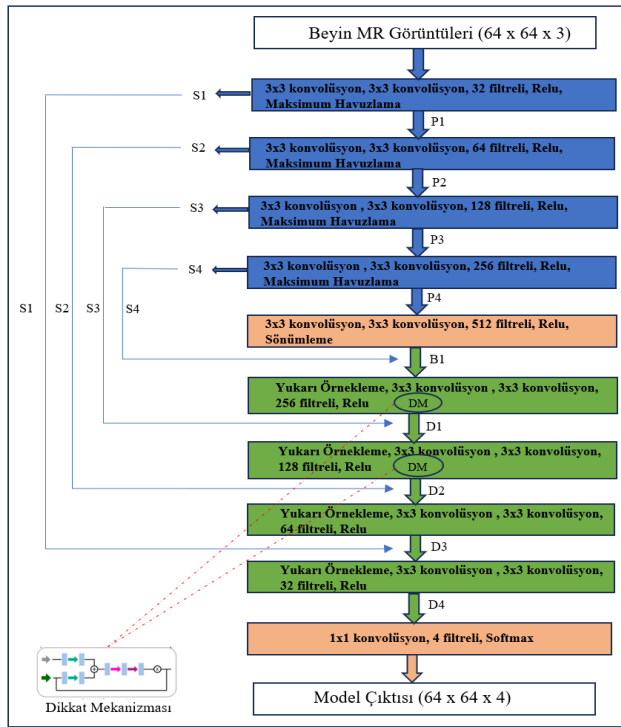 Beyin MR Görüntüleri (64 x 64 x 3)
S1
3x3 konvolüsyon, 3x3 konvolüsyon, 32 filtreli, Relu,
Maksimum Havuzlama
P1
S2
3x3 konvolüsyon, 3x3 konvolüsyon, 64 filtreli, Relu,
Maksimum Havuzlama
P2
S3
3x3 konvolüsyon , 3x3 konvolüsyon, 128 filtreli, Relu,
Maksimum Havuzlama
P3
S4
3x3 konvolüsyon , 3x3 konvolüsyon, 256 filtreli, Relu,
Maksimum Havuzlama
P4
S1
S2
S3
S4
3x3 konvolüsyon, 3x3 konvolüsyon, 512 filtreli, Relu,
Sönümleme
B1
Yukarı Örnekleme, 3x3 konvolüsyon , 3x3 konvolüsyon,
256 filtreli, Relu
DM
D1
Yukarı Örnekleme, 3x3 konvolüsyon , 3x3 konvolüsyon,
128 filtreli, Relu
DM
D2
Yukarı Örnekleme, 3x3 konvolüsyon , 3x3 konvolüsyon,
64 filtreli, Relu
D3
Yukarı Örnekleme, 3x3 konvolüsyon , 3x3 konvolüsyon,
32 filtreli, Relu
D4
1x1 konvolüsyon, 4 filtreli, Softmax
Dikkat Mekanizması
Model Çıktısı (64 x 64 x 4)